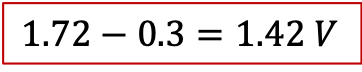 1.72 − 0.3 = 1.42 V